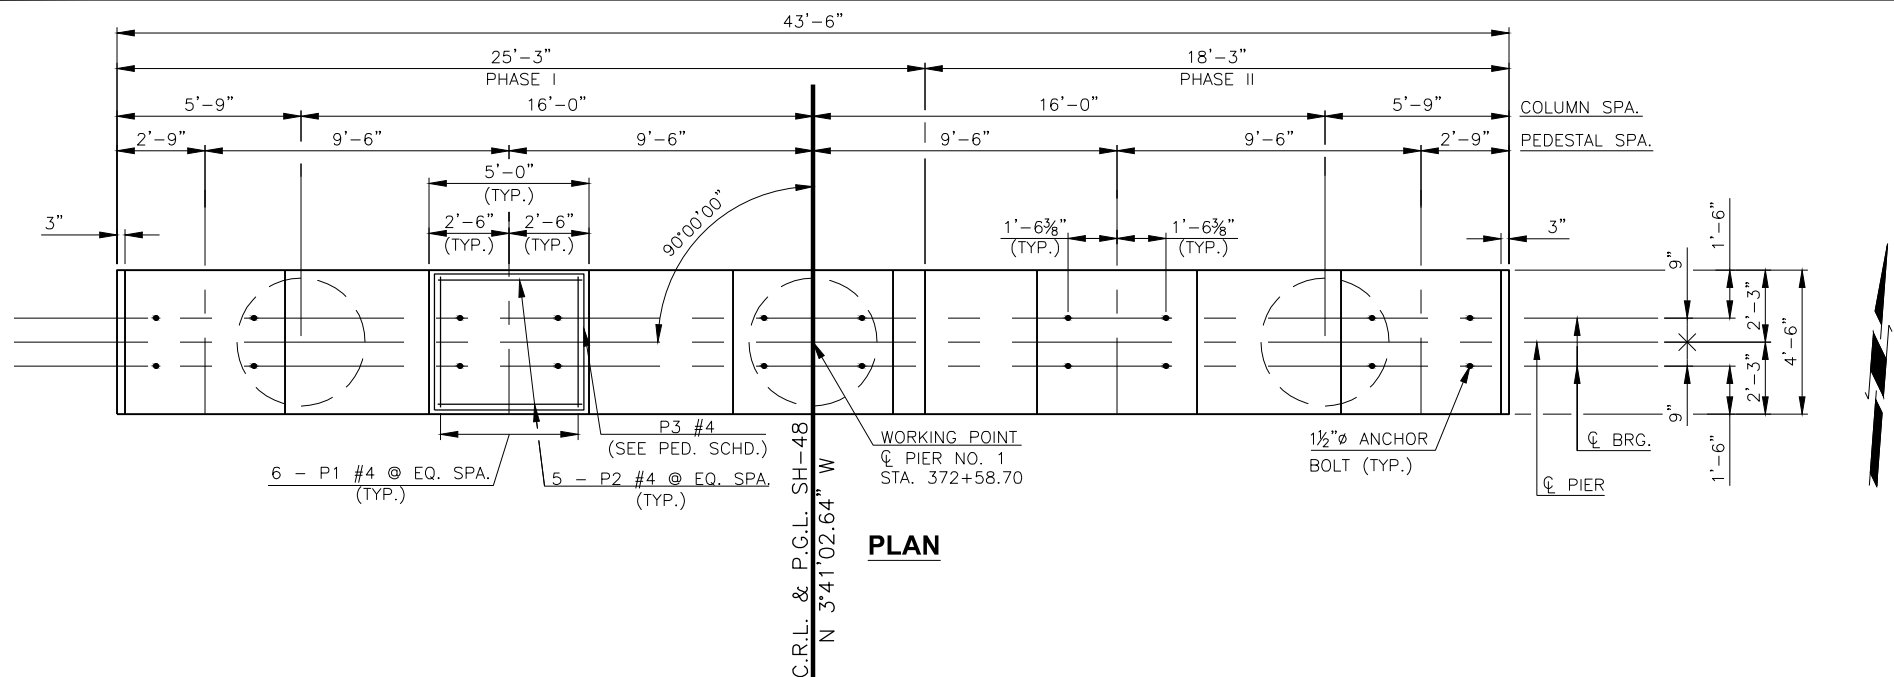 43'-6"
25'-3"
18'-3"
PHASE I
PHASE II
5'-9"
16'-0"
16'-0"
5'-9"
COLUMN SPA.
2'-9"
9'-6"
9'-6"
9'-6"
9'-6"
2'-9"
PEDESTAL SPA.
5'-0"
(TYP.)
90°00'00"
3"
2'-6"
(TYP.)
2'-6"
(TYP.)
1'-6⅜"
(TYP.)
1'-6⅜"
(TYP.)
3"
9"
1'-6"
2'-3"
4'-6"
2'-3"
9"
1'-6"
P3 #4
(SEE PED. SCHD.)
6 - P1 #4 @ EQ. SPA.
(TYP.)
5 - P2 #4 @ EQ. SPA.
(TYP.)
C.R.L. & P.G.L. SH-48
N 3°41'02.64" W
WORKING POINT
℄ PIER NO. 1
STA. 372+58.70
1½"ø ANCHOR
BOLT (TYP.)
℄ BRG.
℄ PIER
PLAN